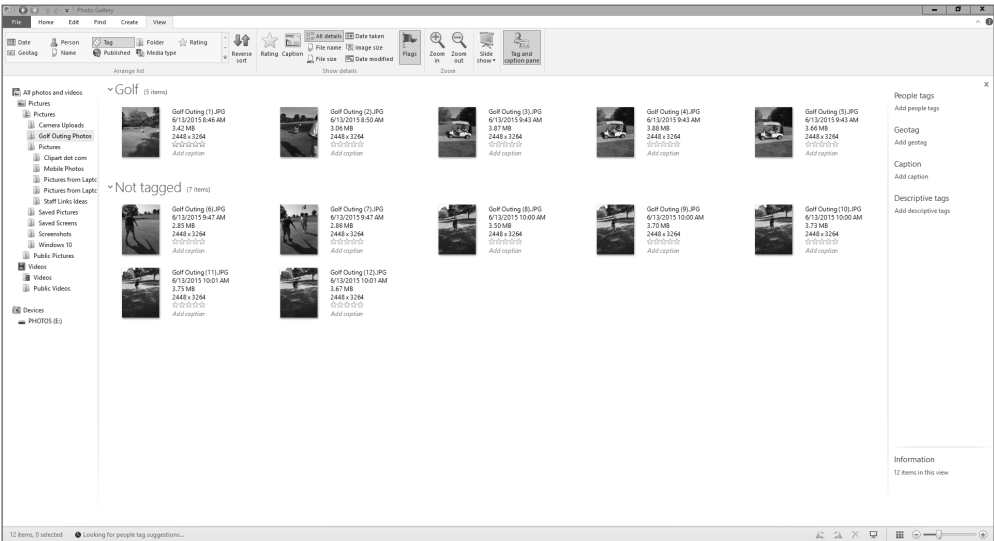 Photo Gallery
File Home Edit Find Create View
Date Person Tag Folder Rating
Geotag Name Published Media type
Arrange list
Reverse sort
Rating Caption
All details Date taken
File name Image size
File size Date modified
Show details
Flags
Zoom in Zoom out
Zoom
Slide show
Tag and caption pane
All photos and videos
Pictures
Pictures
Camera Uploads
Golf Outing Photos
Pictures
Clipart dot com
Mobile Photos
Pictures from Laptc
Pictures from Laptc
Staff Links Ideas
Saved Pictures
Saved Screens
Screenshots
Windows 10
Public Pictures
Videos
Videos
Public Videos
Devices
PHOTOS (E:)
Golf (5 items)
Golf Outing (1).JPG
6/13/2015 8:46 AM
3.42 MB
2448 x 3264
Add caption
Golf Outing (2).JPG
6/13/2015 8:50 AM
3.06 MB
2448 x 3264
Add caption
Golf Outing (3).JPG
6/13/2015 9:43 AM
3.87 MB
2448 x 3264
Add caption
Golf Outing (4).JPG
6/13/2015 9:43 AM
3.88 MB
2448 x 3264
Add caption
Golf Outing (5).JPG
6/13/2015 9:43 AM
3.66 MB
2448 x 3264
Add caption
Not tagged (7 items)
Golf Outing (6).JPG
6/13/2015 9:47 AM
2.85 MB
2448 x 3264
Add caption
Golf Outing (7).JPG
6/13/2015 9:47 AM
2.86 MB
2448 x 3264
Add caption
Golf Outing (8).JPG
6/13/2015 10:00 AM
3.50 MB
2448 x 3264
Add caption
Golf Outing (9).JPG
6/13/2015 10:00 AM
3.70 MB
2448 x 3264
Add caption
Golf Outing (10).JPG
6/13/2015 10:00 AM
3.73 MB
2448 x 3264
Add caption
Golf Outing (11).JPG
6/13/2015 10:01 AM
3.75 MB
2448 x 3264
Add caption
Golf Outing (12).JPG
6/13/2015 10:01 AM
3.67 MB
2448 x 3264
Add caption
People tags
Add people tags
Geotag
Add geotag
Caption
Add caption
Descriptive tags
Add descriptive tags
Information
12 items in this view
12 items, 0 selected Looking for people tag suggestions...